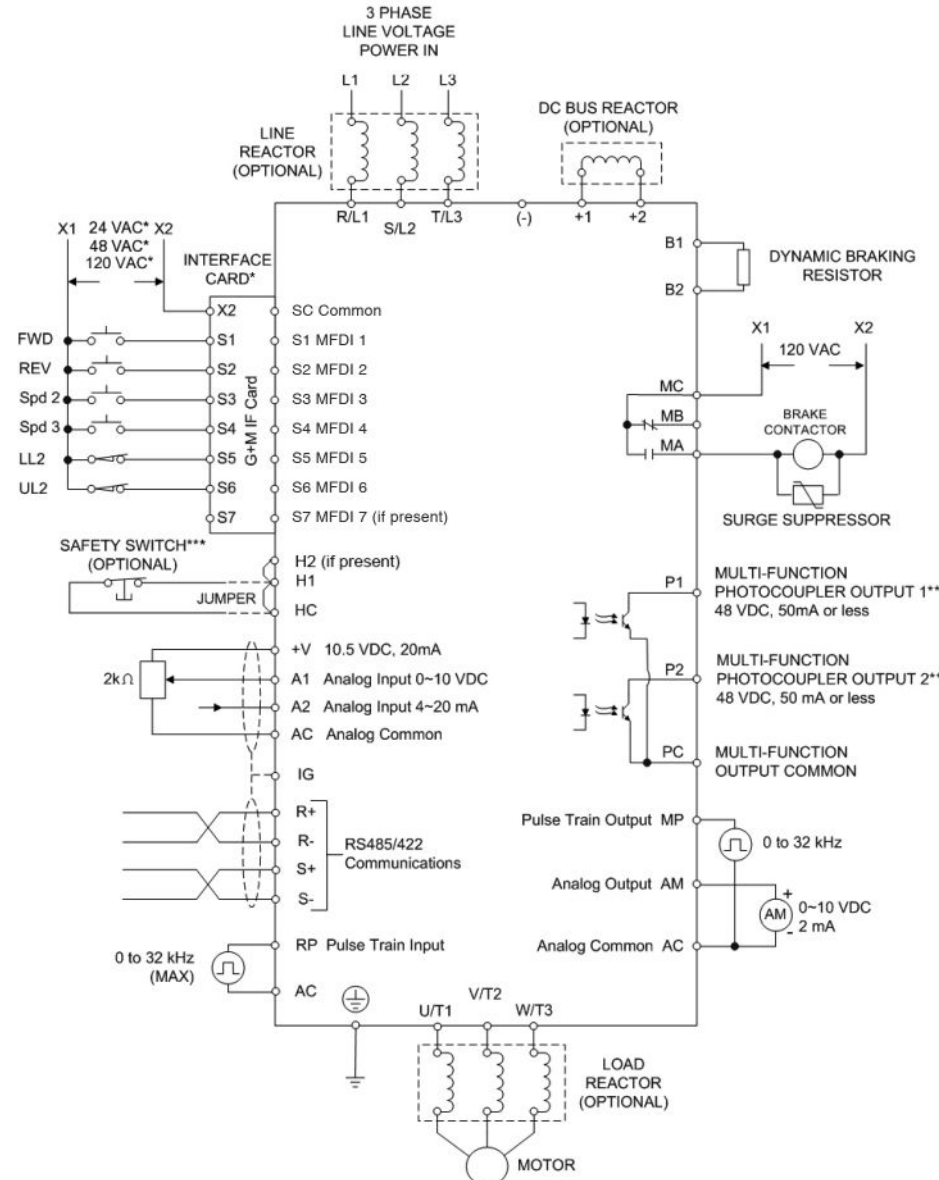 3 PHASE
LINE VOLTAGE
POWER IN
L1 L2 L3
LINE
REACTOR
(OPTIONAL)
DC BUS REACTOR
(OPTIONAL)
R/L1 S/L2 T/L3 (-) +1 +2
X1 24 VAC* X2
48 VAC*
120 VAC*
INTERFACE
CARD*
G+M IF Card
X2 SC Common
FWD S1 S1 MFDI 1
REV S2 S2 MFDI 2
Spd 2 S3 S3 MFDI 3
Spd 3 S4 S4 MFDI 4
LL2 S5 S5 MFDI 5
UL2 S6 S6 MFDI 6
S7 S7 MFDI 7 (if present)
SAFETY SWITCH***
(OPTIONAL)
H2 (if present)
H1
JUMPER
HC
+V 10.5 VDC, 20mA
2kΩ
A1 Analog Input 0~10 VDC
A2 Analog Input 4~20 mA
AC Analog Common
IG
R+
R-
S+
S-
RS485/422
Communications
RP Pulse Train Input
0 to 32 kHz
(MAX)
AC
B1
B2
DYNAMIC BRAKING
RESISTOR
X1 X2
120 VAC
MC
MB
MA
BRAKE
CONTACTOR
SURGE SUPPRESSOR
P1
MULTI-FUNCTION
PHOTOCOUPLER OUTPUT 1**
48 VDC, 50mA or less
P2
MULTI-FUNCTION
PHOTOCOUPLER OUTPUT 2**
48 VDC, 50 mA or less
PC
MULTI-FUNCTION
OUTPUT COMMON
Pulse Train Output MP
0 to 32 kHz
Analog Output AM
+
AM
0~10 VDC
2 mA
-
Analog Common AC
U/T1 V/T2 W/T3
LOAD
REACTOR
(OPTIONAL)
MOTOR